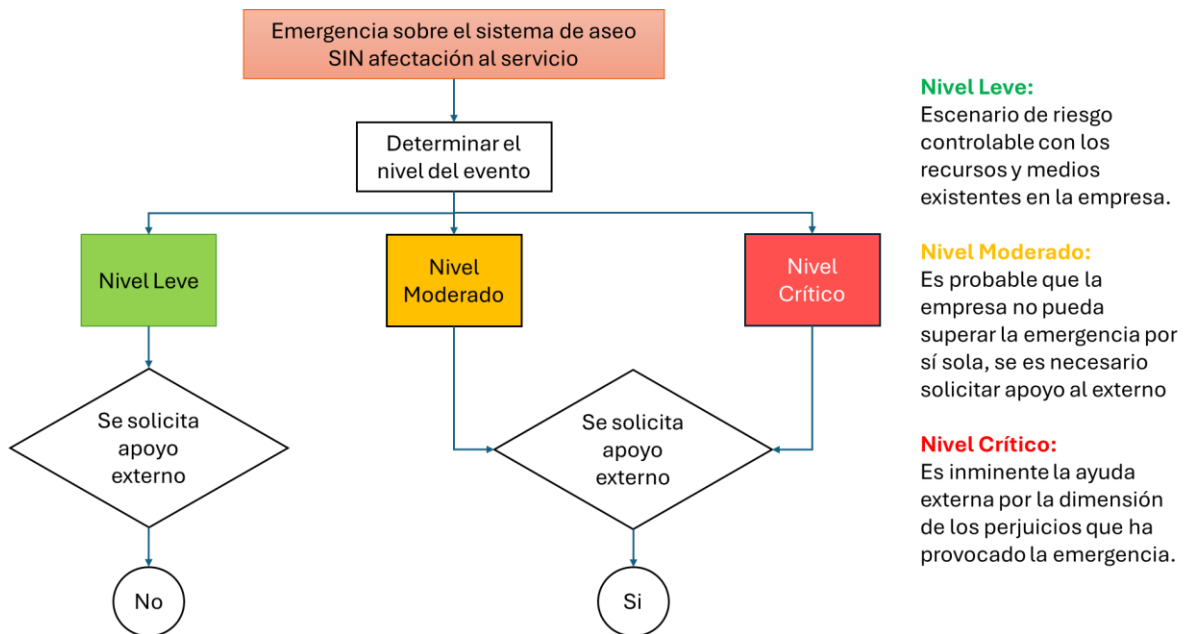 Emergencia sobre el sistema de aseo
SIN afectación al servicio
Determinar el
nivel del evento
Nivel Leve
Nivel
Moderado
Nivel
Crítico
Se solicita
apoyo
externo
Se solicita
apoyo
externo
No
Si
Nivel Leve:
Escenario de riesgo
controlable con los
recursos y medios
existentes en la empresa.
Nivel Moderado:
Es probable que la
empresa no pueda
superar la emergencia por
sí sola, se es necesario
solicitar apoyo al externo
Nivel Crítico:
Es inminente la ayuda
externa por la dimensión
de los perjuicios que ha
provocado la emergencia.